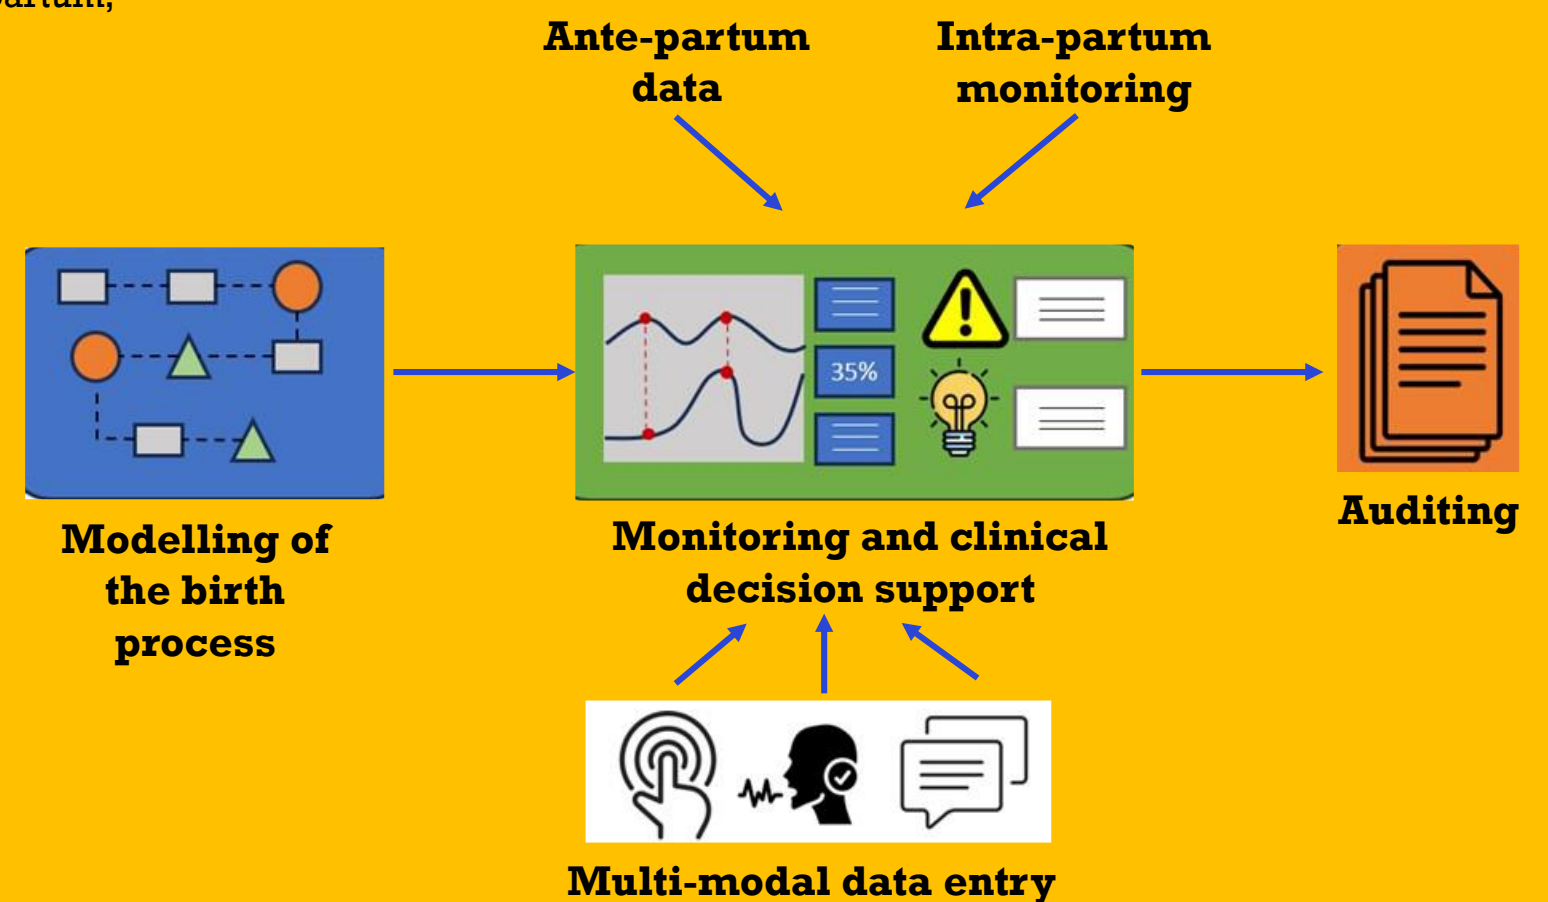 partum,
Ante-partum
data
Intra-partum
monitoring
35%
Modelling of
the birth
process
Monitoring and clinical
decision support
Auditing
Multi-modal data entry